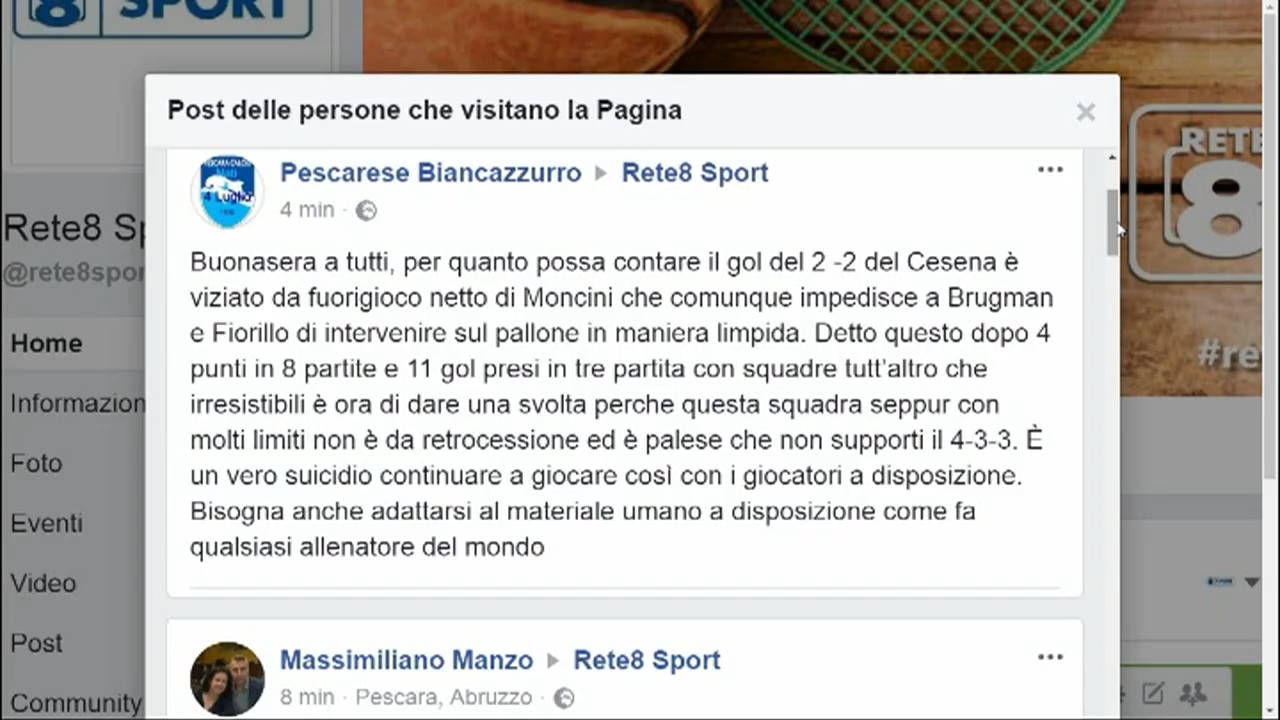 8 SPORT
Post delle persone che visitano la Pagina
Pescarese Biancazzurro ▸ Rete8 Sport
4 min ·
Buonasera a tutti, per quanto possa contare il gol del 2 -2 del Cesena è
viziato da fuorigioco netto di Moncini che comunque impedisce a Brugman
e Fiorillo di intervenire sul pallone in maniera limpida. Detto questo dopo 4
punti in 8 partite e 11 gol presi in tre partita con squadre tutt'altro che
irresistibili è ora di dare una svolta perche questa squadra seppur con
molti limiti non è da retrocessione ed è palese che non supporti il 4-3-3. È
un vero suicidio continuare a giocare così con i giocatori a disposizione.
Bisogna anche adattarsi al materiale umano a disposizione come fa
qualsiasi allenatore del mondo
Massimiliano Manzo ▸ Rete8 Sport
8 min · Pescara, Abruzzo ·
Rete8 Sp
@rete8spor
Home
Informazion
Foto
Eventi
Video
Post
Community
RETE
8
#re